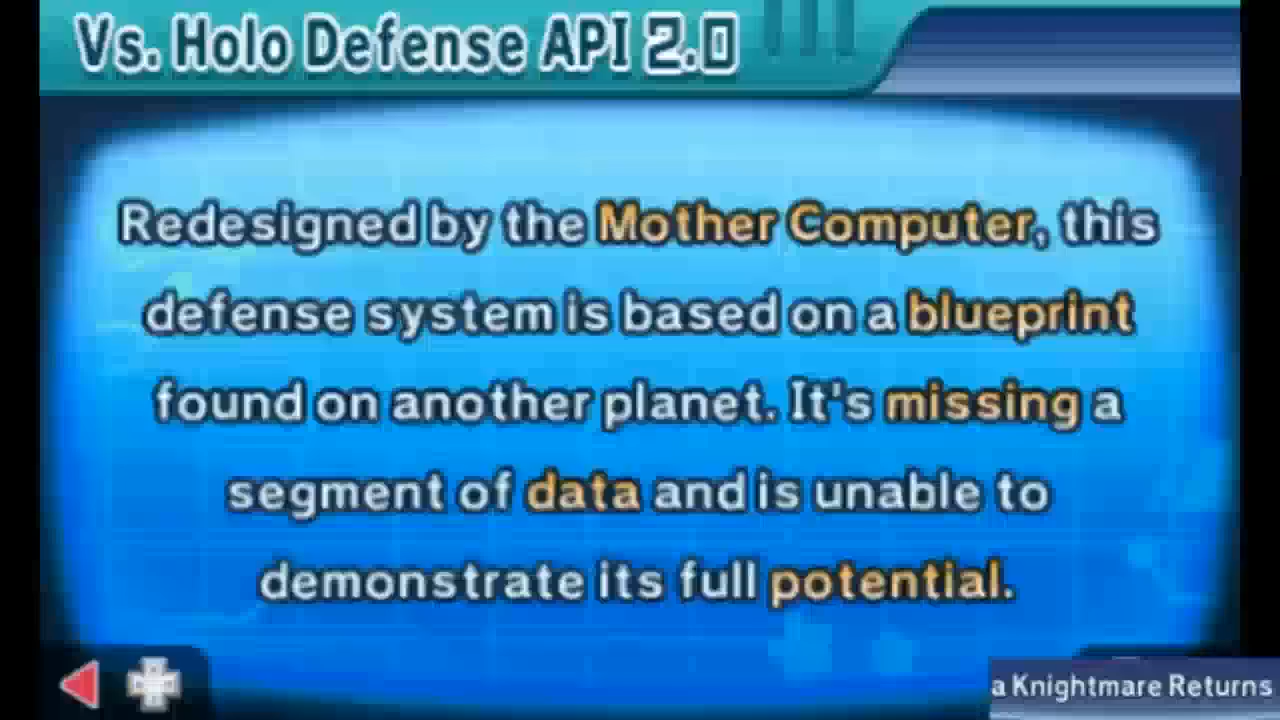 Vs. Holo Defense API 2.0
Redesigned by the Mother Computer, this
defense system is based on a blueprint
found on another planet. It's missing a
segment of data and is unable to
demonstrate its full potential.
a Knightmare Returns